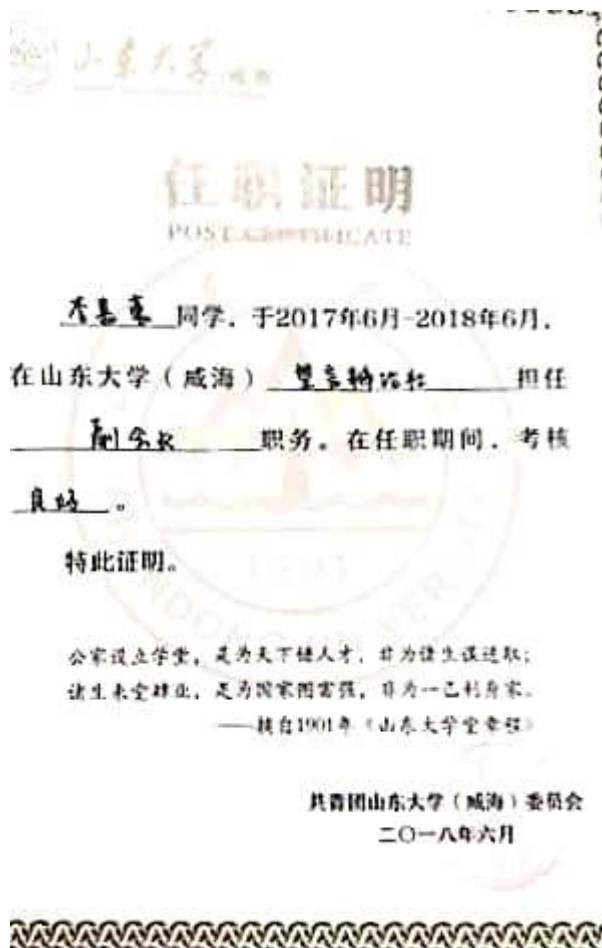 山东大学
任职证明
POST CERTIFICATE
同学，于2017年6月-2018年6月，
在山东大学（威海） 担任
副会长 职务。在任职期间，考核
良好 。
特此证明。
公家设立学堂，是为天下储人才，非为诸生谋进取；
诸生来堂肄业，是为国家图富强，非为一己利身家。
——摘自1901年《山东大学堂章程》
共青团山东大学（威海）委员会
二〇一八年六月